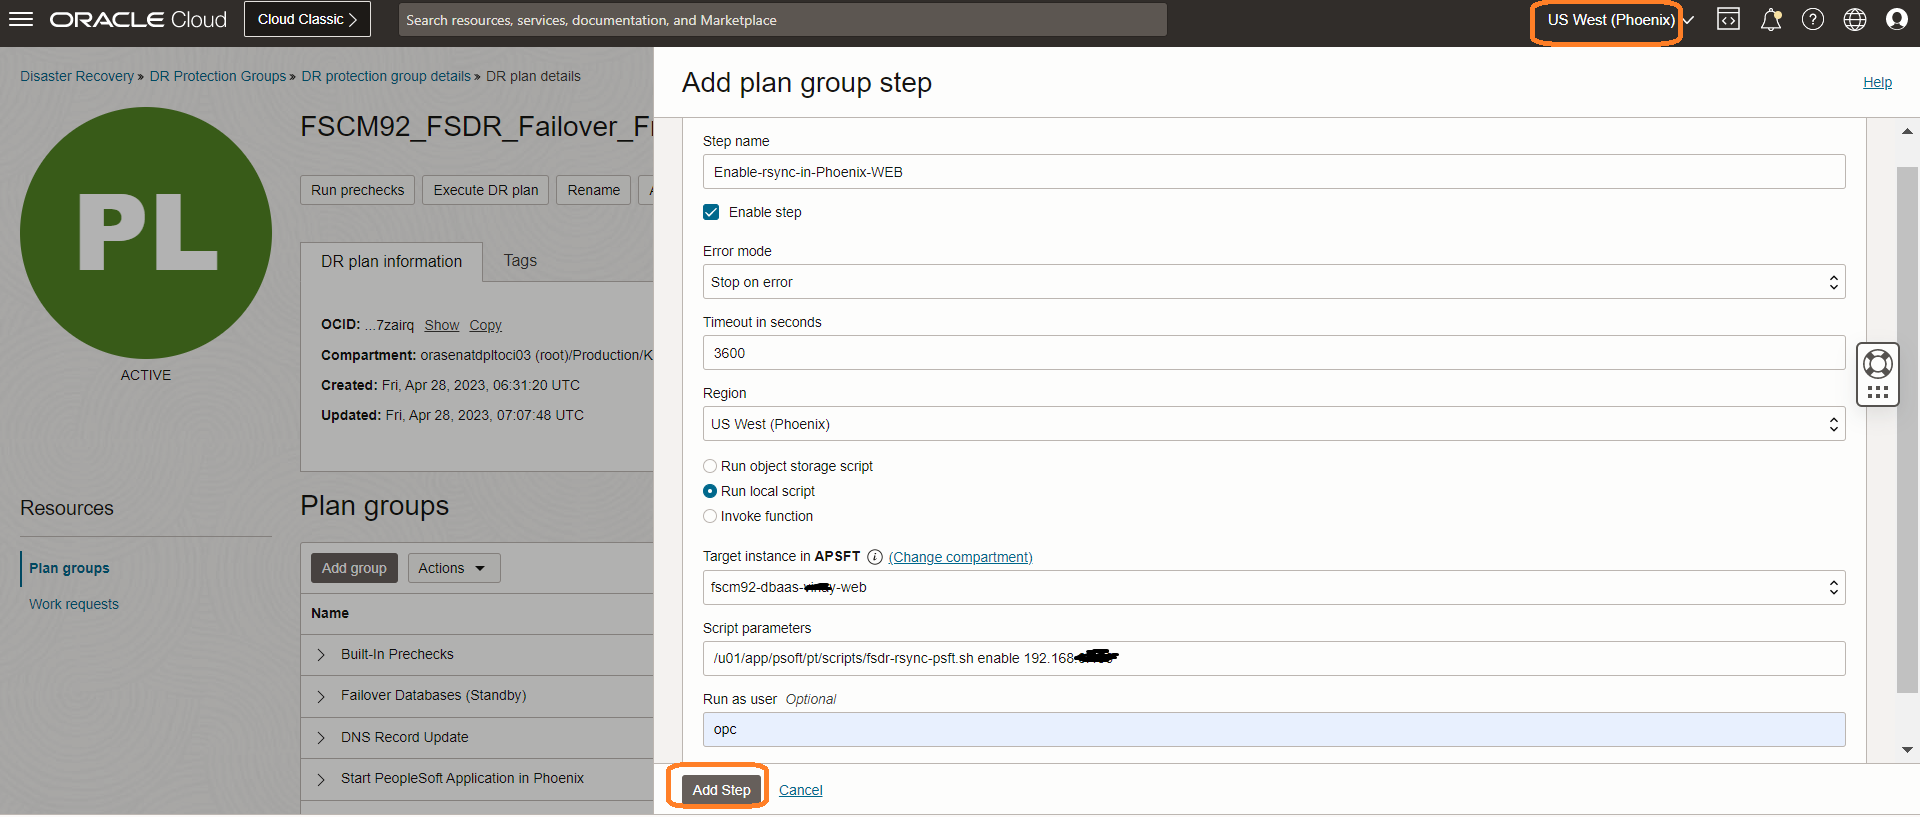 ORACLE Cloud
Cloud Classic
Search resources, services, documentation, and Marketplace
US West (Phoenix)
Disaster Recovery » DR Protection Groups » DR protection group details » DR plan details
PL
ACTIVE
FSCM92_FSDR_Failover_
Run prechecks
Execute DR plan
Rename
DR plan information
Tags
OCID: ...7zairq Show Copy
Compartment: orasenatdpltoci03 (root)/Production/K
Created: Fri, Apr 28, 2023, 06:31:20 UTC
Updated: Fri, Apr 28, 2023, 07:07:48 UTC
Resources
Plan groups
Work requests
Plan groups
Add group
Actions
Name
Built-In Prechecks
Failover Databases (Standby)
DNS Record Update
Start PeopleSoft Application in Phoenix
Add plan group step
Help
Step name
Enable-rsync-in-Phoenix-WEB
Enable step
Error mode
Stop on error
Timeout in seconds
3600
Region
US West (Phoenix)
Run object storage script
Run local script
Invoke function
Target instance in APSFT (Change compartment)
fscm92-dbaas- -web
Script parameters
/u01/app/psoft/pt/scripts/fsdr-rsync-psft.sh enable 192.168
Run as user Optional
opc
Add Step
Cancel